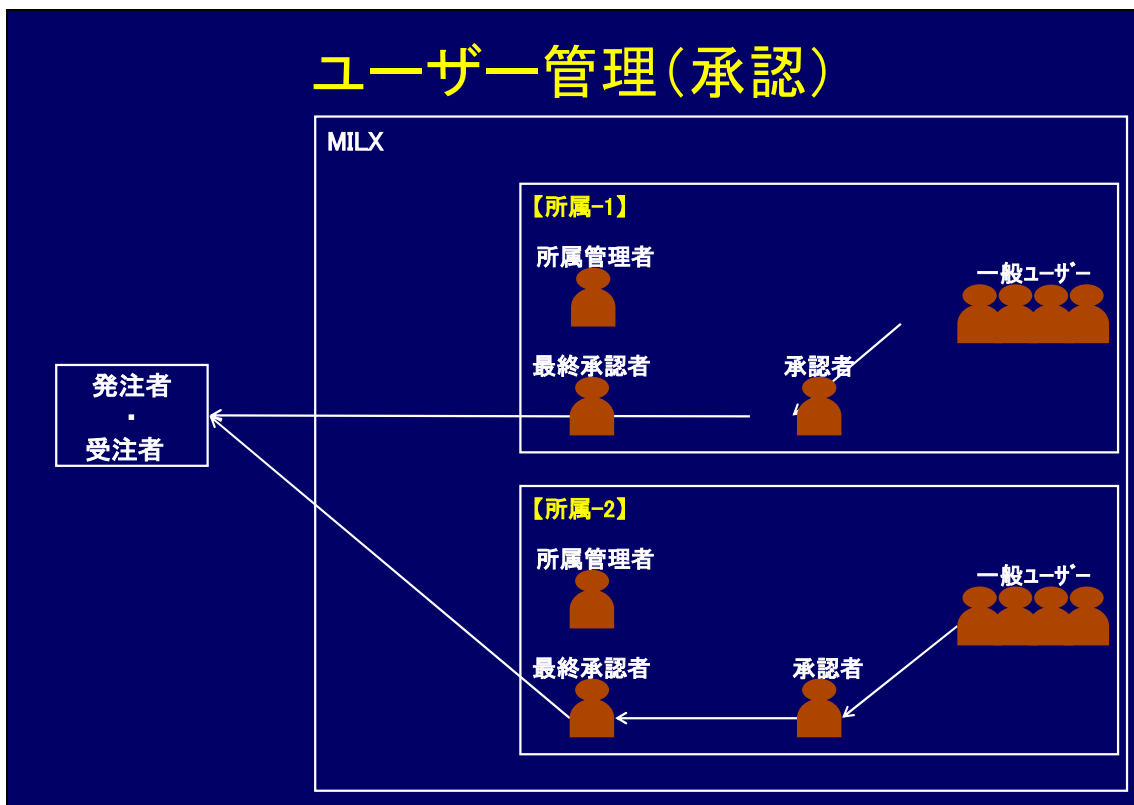 ユーザー管理(承認)
MILX
【所属-1】
所属管理者
一般ﾕｰｻﾞｰ
最終承認者
承認者
発注者
・
受注者
【所属-2】
所属管理者
一般ﾕｰｻﾞｰ
最終承認者
承認者